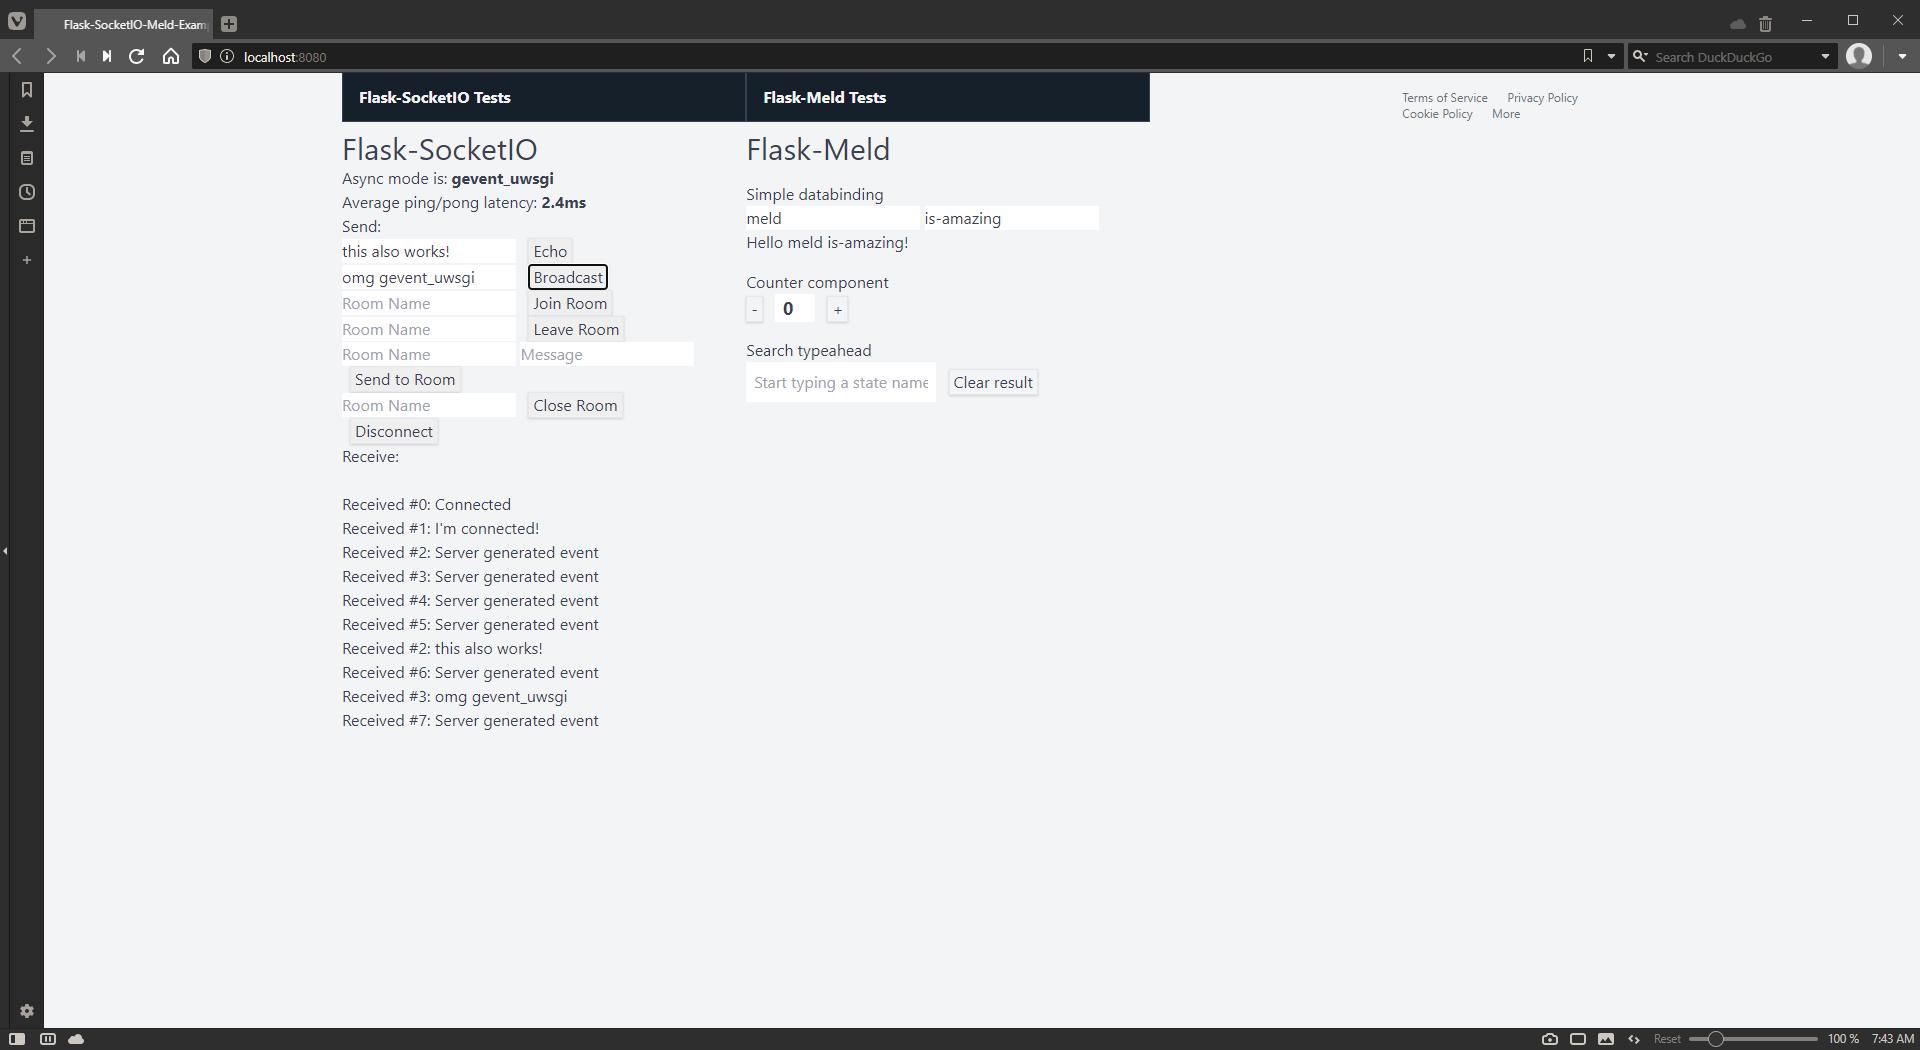 Flask-SocketIO-Meld-Exam
localhost:8080
Search DuckDuckGo
Flask-SocketIO Tests
Flask-Meld Tests
Terms of Service Privacy Policy
Cookie Policy More
Flask-SocketIO
Async mode is: gevent_uwsgi
Average ping/pong latency: 2.4ms
Send:
this also works! Echo
omg gevent_uwsgi Broadcast
Room Name Join Room
Room Name Leave Room
Room Name Message
Send to Room
Room Name Close Room
Disconnect
Receive:
Received #0: Connected
Received #1: I'm connected!
Received #2: Server generated event
Received #3: Server generated event
Received #4: Server generated event
Received #5: Server generated event
Received #2: this also works!
Received #6: Server generated event
Received #3: omg gevent_uwsgi
Received #7: Server generated event
Flask-Meld
Simple databinding
meld is-amazing
Hello meld is-amazing!
Counter component
- 0 +
Search typeahead
Start typing a state name Clear result
Reset 100 % 7:43 AM